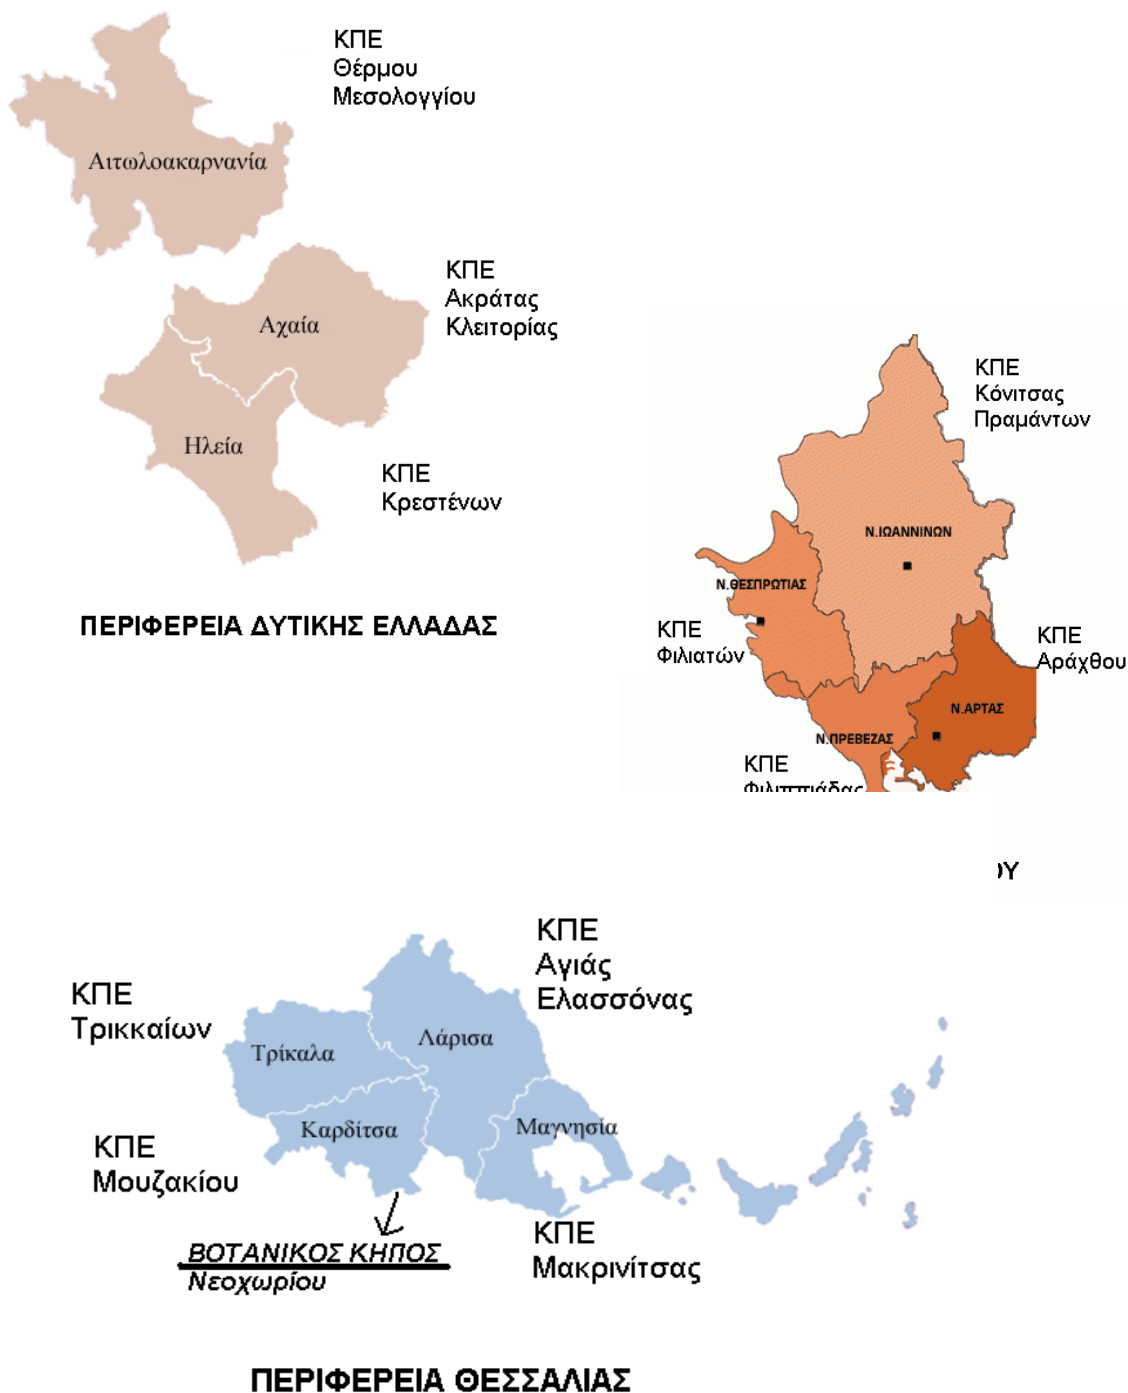 ΚΠΕ
Θέρμου
Μεσολογγίου
Αιτωλοακαρνανία
ΚΠΕ
Ακράτας
Κλειτορίας
Αχαία
Ηλεία
ΚΠΕ
Κρεστένων
ΠΕΡΙΦΕΡΕΙΑ ΔΥΤΙΚΗΣ ΕΛΛΑΔΑΣ
ΚΠΕ
Κόνιτσας
Πραμάντων
Ν.ΙΩΑΝΝΙΝΩΝ
Ν.ΘΕΣΠΡΩΤΙΑΣ
ΚΠΕ
Φιλιατών
ΚΠΕ
Αράχθου
Ν.ΑΡΤΑΣ
Ν.ΠΡΕΒΕΖΑΣ
ΚΠΕ
Φιλιππιάδας
ΟΥ
ΚΠΕ
Αγιάς
Ελασσόνας
ΚΠΕ
Τρικκαίων
Λάρισα
Τρίκαλα
Καρδίτσα
Μαγνησία
ΚΠΕ
Μουζακίου
ΚΠΕ
Μακρινίτσας
ΒΟΤΑΝΙΚΟΣ ΚΗΠΟΣ
Νεοχωρίου
ΠΕΡΙΦΕΡΕΙΑ ΘΕΣΣΑΛΙΑΣ